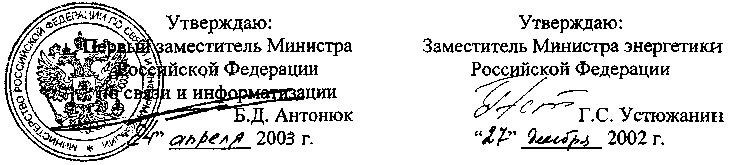 Утверждаю:
Первый заместитель Министра
Российской Федерации
по связи и информатизации
Б.Д. Антонюк
“24” апреля 2003 г.
Утверждаю:
Заместитель Министра энергетики
Российской Федерации
Г.С. Устюжанин
“27” декабря 2002 г.
МИНИСТЕРСТВО РОССИЙСКОЙ ФЕДЕРАЦИИ ПО СВЯЗИ И ИНФОРМАТИЗАЦИИ